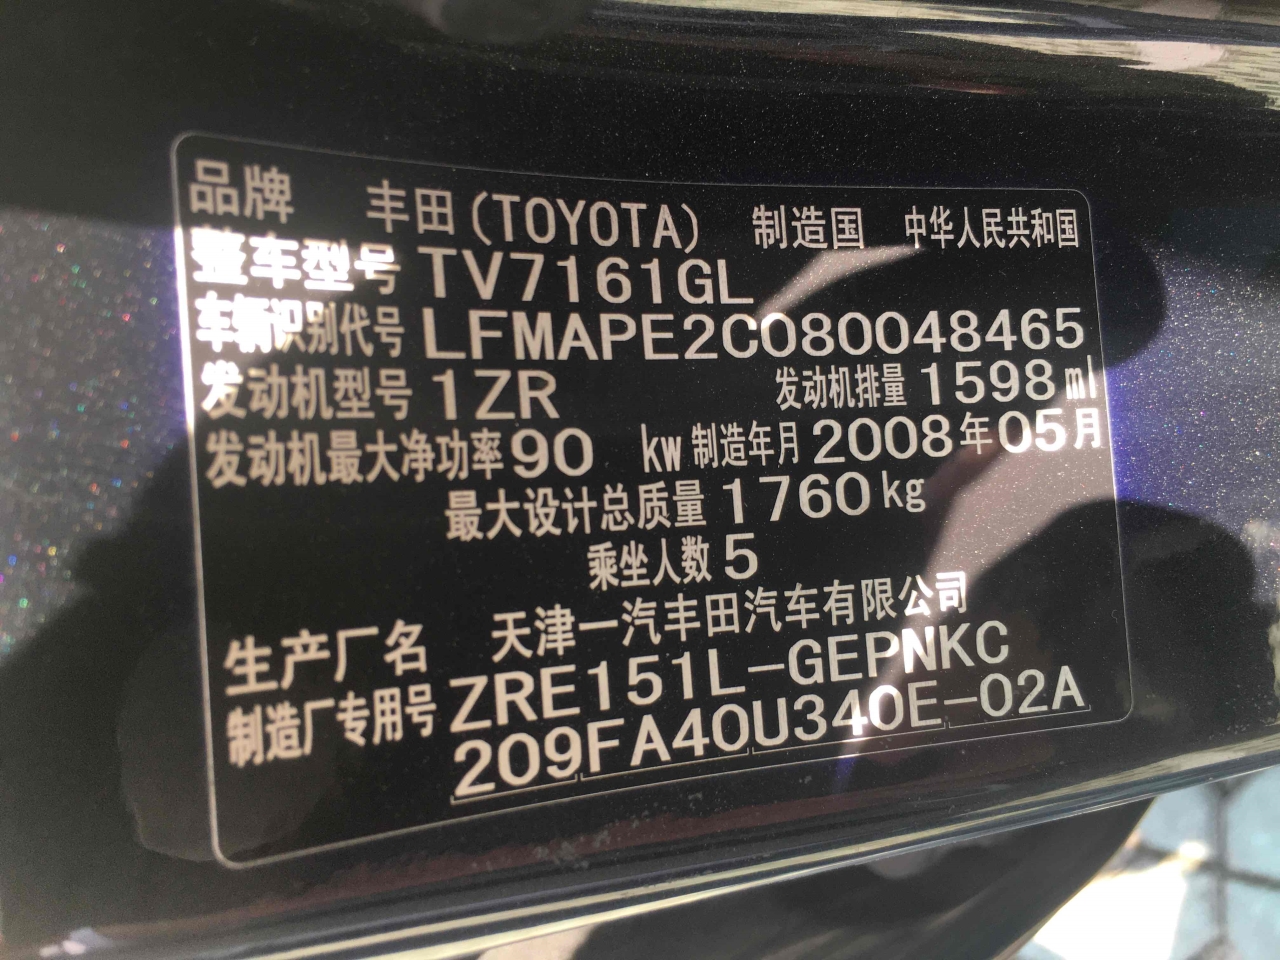 品牌 丰田(TOYOTA) 制造国 中华人民共和国
整车型号 TV7161GL
车辆识别代号 LFMAPE2C080048465
发动机型号 1ZR 发动机排量 1598 ml
发动机最大净功率 90 kw 制造年月 2008年05月
最大设计总质量 1760 kg
乘坐人数 5
生产厂名 天津一汽丰田汽车有限公司
制造厂专用号 ZRE151L-GEPNKC
209FA40U340E-02A